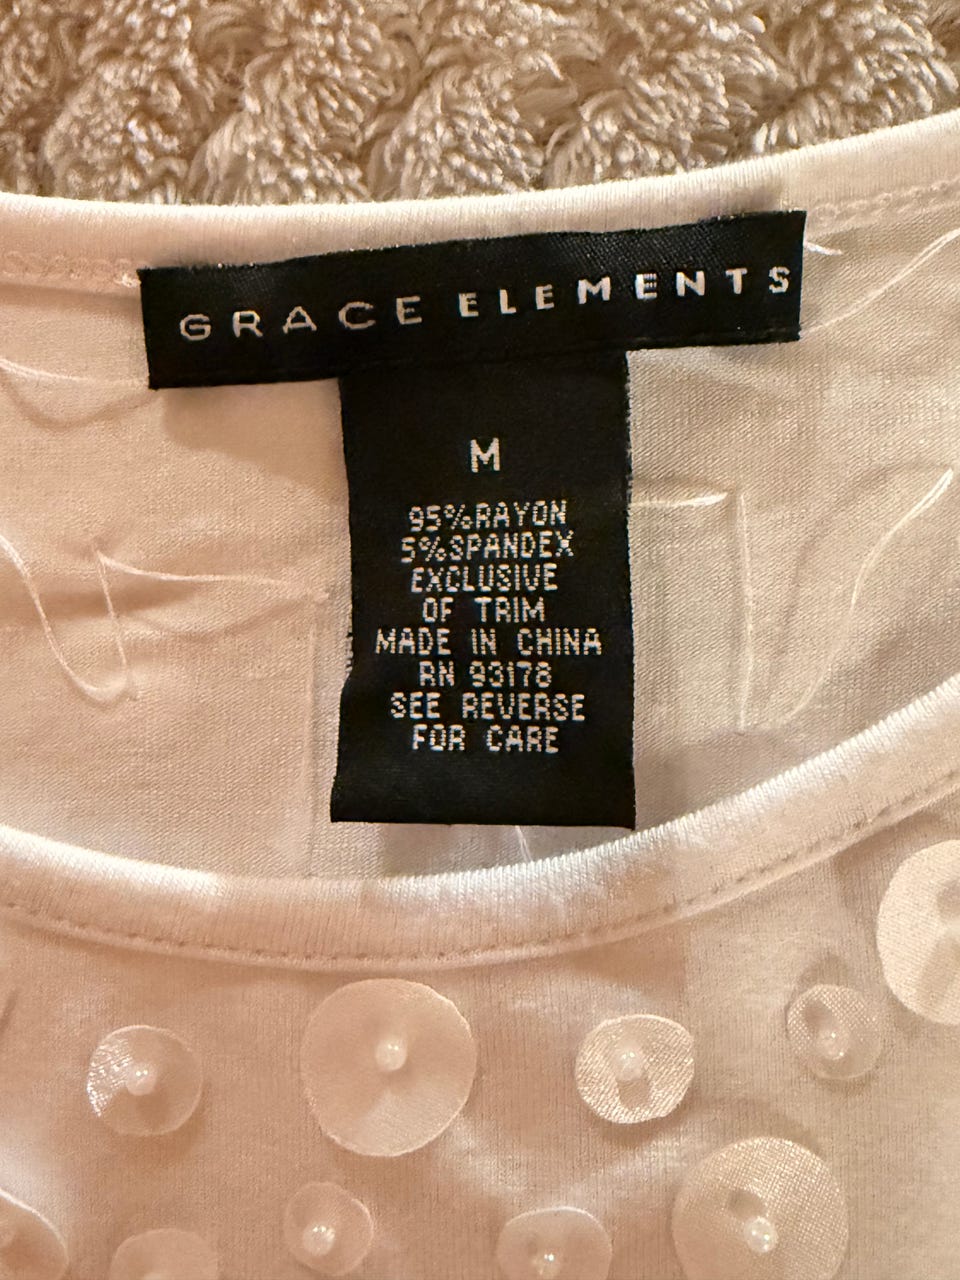 GRACE ELEMENTS
M
95%RAYON
5%SPANDEX
EXCLUSIVE
OF TRIM
MADE IN CHINA
RN 93178
SEE REVERSE
FOR CARE